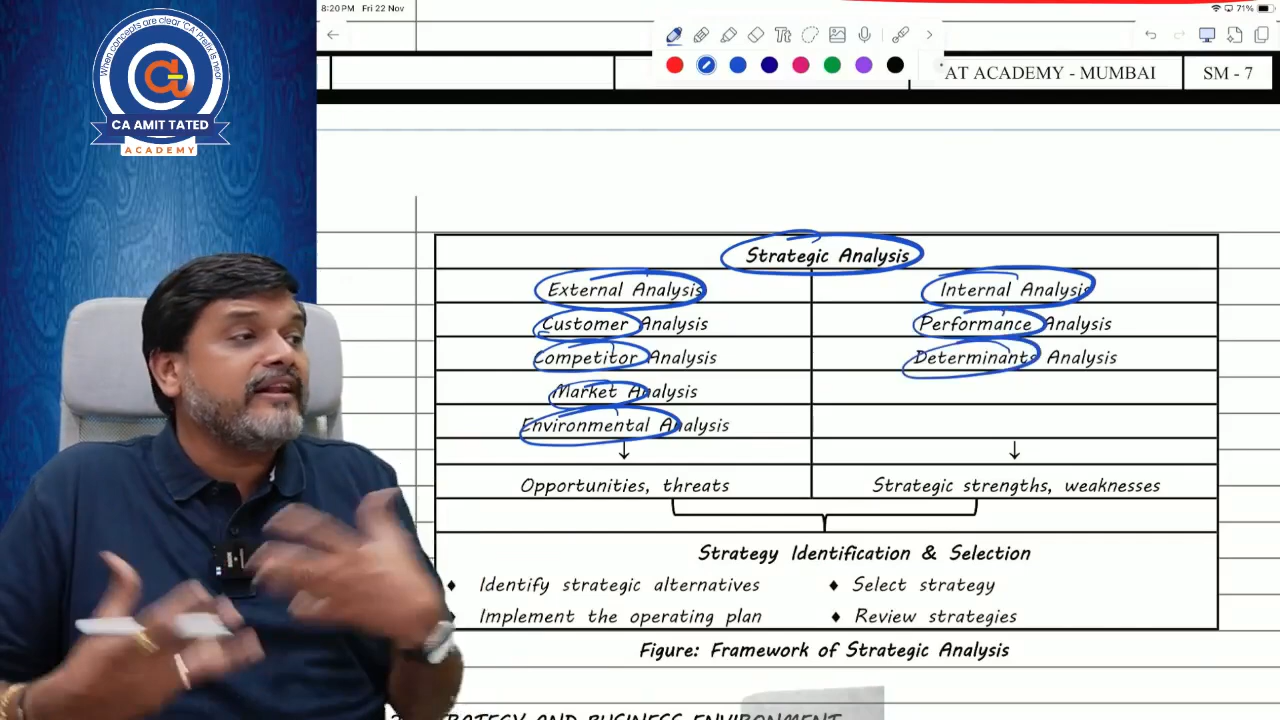 8:20 PM Fri 22 Nov
71%
When concepts are clear 'CA' Prefix is near
CA AMIT TATED
ACADEMY
AT ACADEMY - MUMBAI
SM - 7
Strategic Analysis
External Analysis
Internal Analysis
Customer Analysis
Performance Analysis
Competitor Analysis
Determinants Analysis
Market Analysis
Environmental Analysis
↓ ↓
Opportunities, threats
Strategic strengths, weaknesses
Strategy Identification & Selection
♦ Identify strategic alternatives
♦ Select strategy
♦ Implement the operating plan
♦ Review strategies
Figure: Framework of Strategic Analysis
AND BUSINESS ENVIRONMENT